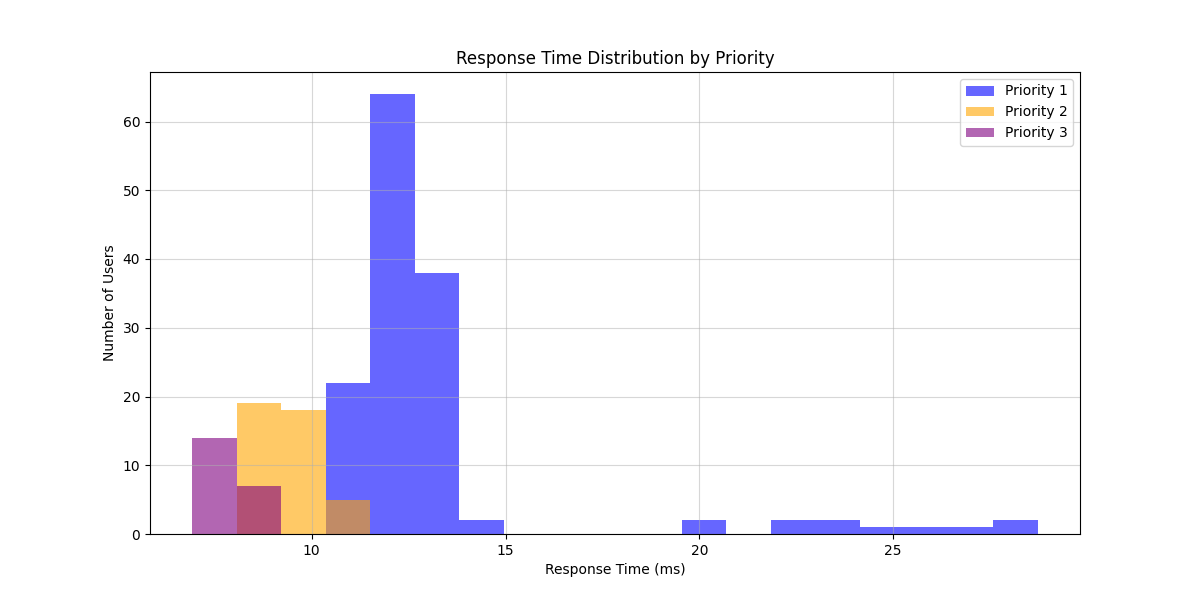 Response Time Distribution by Priority
Priority 1
Priority 2
Priority 3
Number of Users
60
50
40
30
20
10
0
10
15
20
25
Response Time (ms)